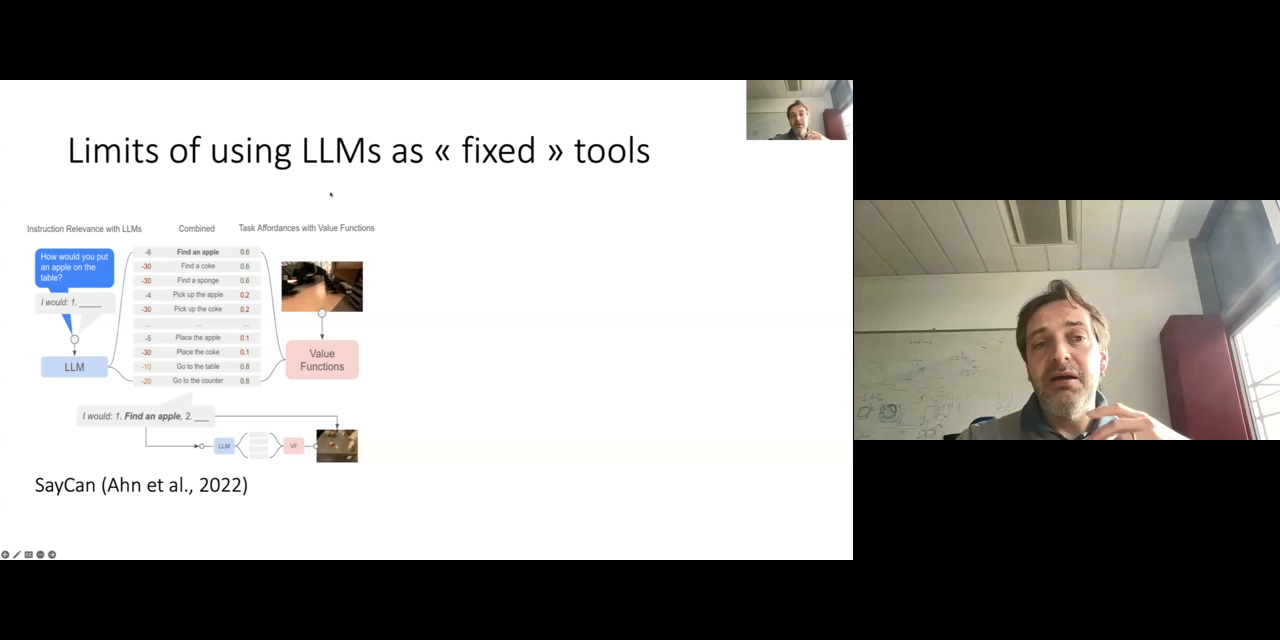 Limits of using LLMs as « fixed » tools
Instruction Relevance with LLMs
Combined
Task Affordances with Value Functions
How would you put
an apple on the
table?
I would: 1. _____
LLM
-6 Find an apple 0.6
-30 Find a coke 0.6
-30 Find a sponge 0.6
-4 Pick up the apple 0.2
-30 Pick up the coke 0.2
... ... ...
-5 Place the apple 0.1
-30 Place the coke 0.1
-10 Go to the table 0.8
-20 Go to the counter 0.8
Value
Functions
I would: 1. Find an apple, 2. ___
LLM
VF
SayCan (Ahn et al., 2022)